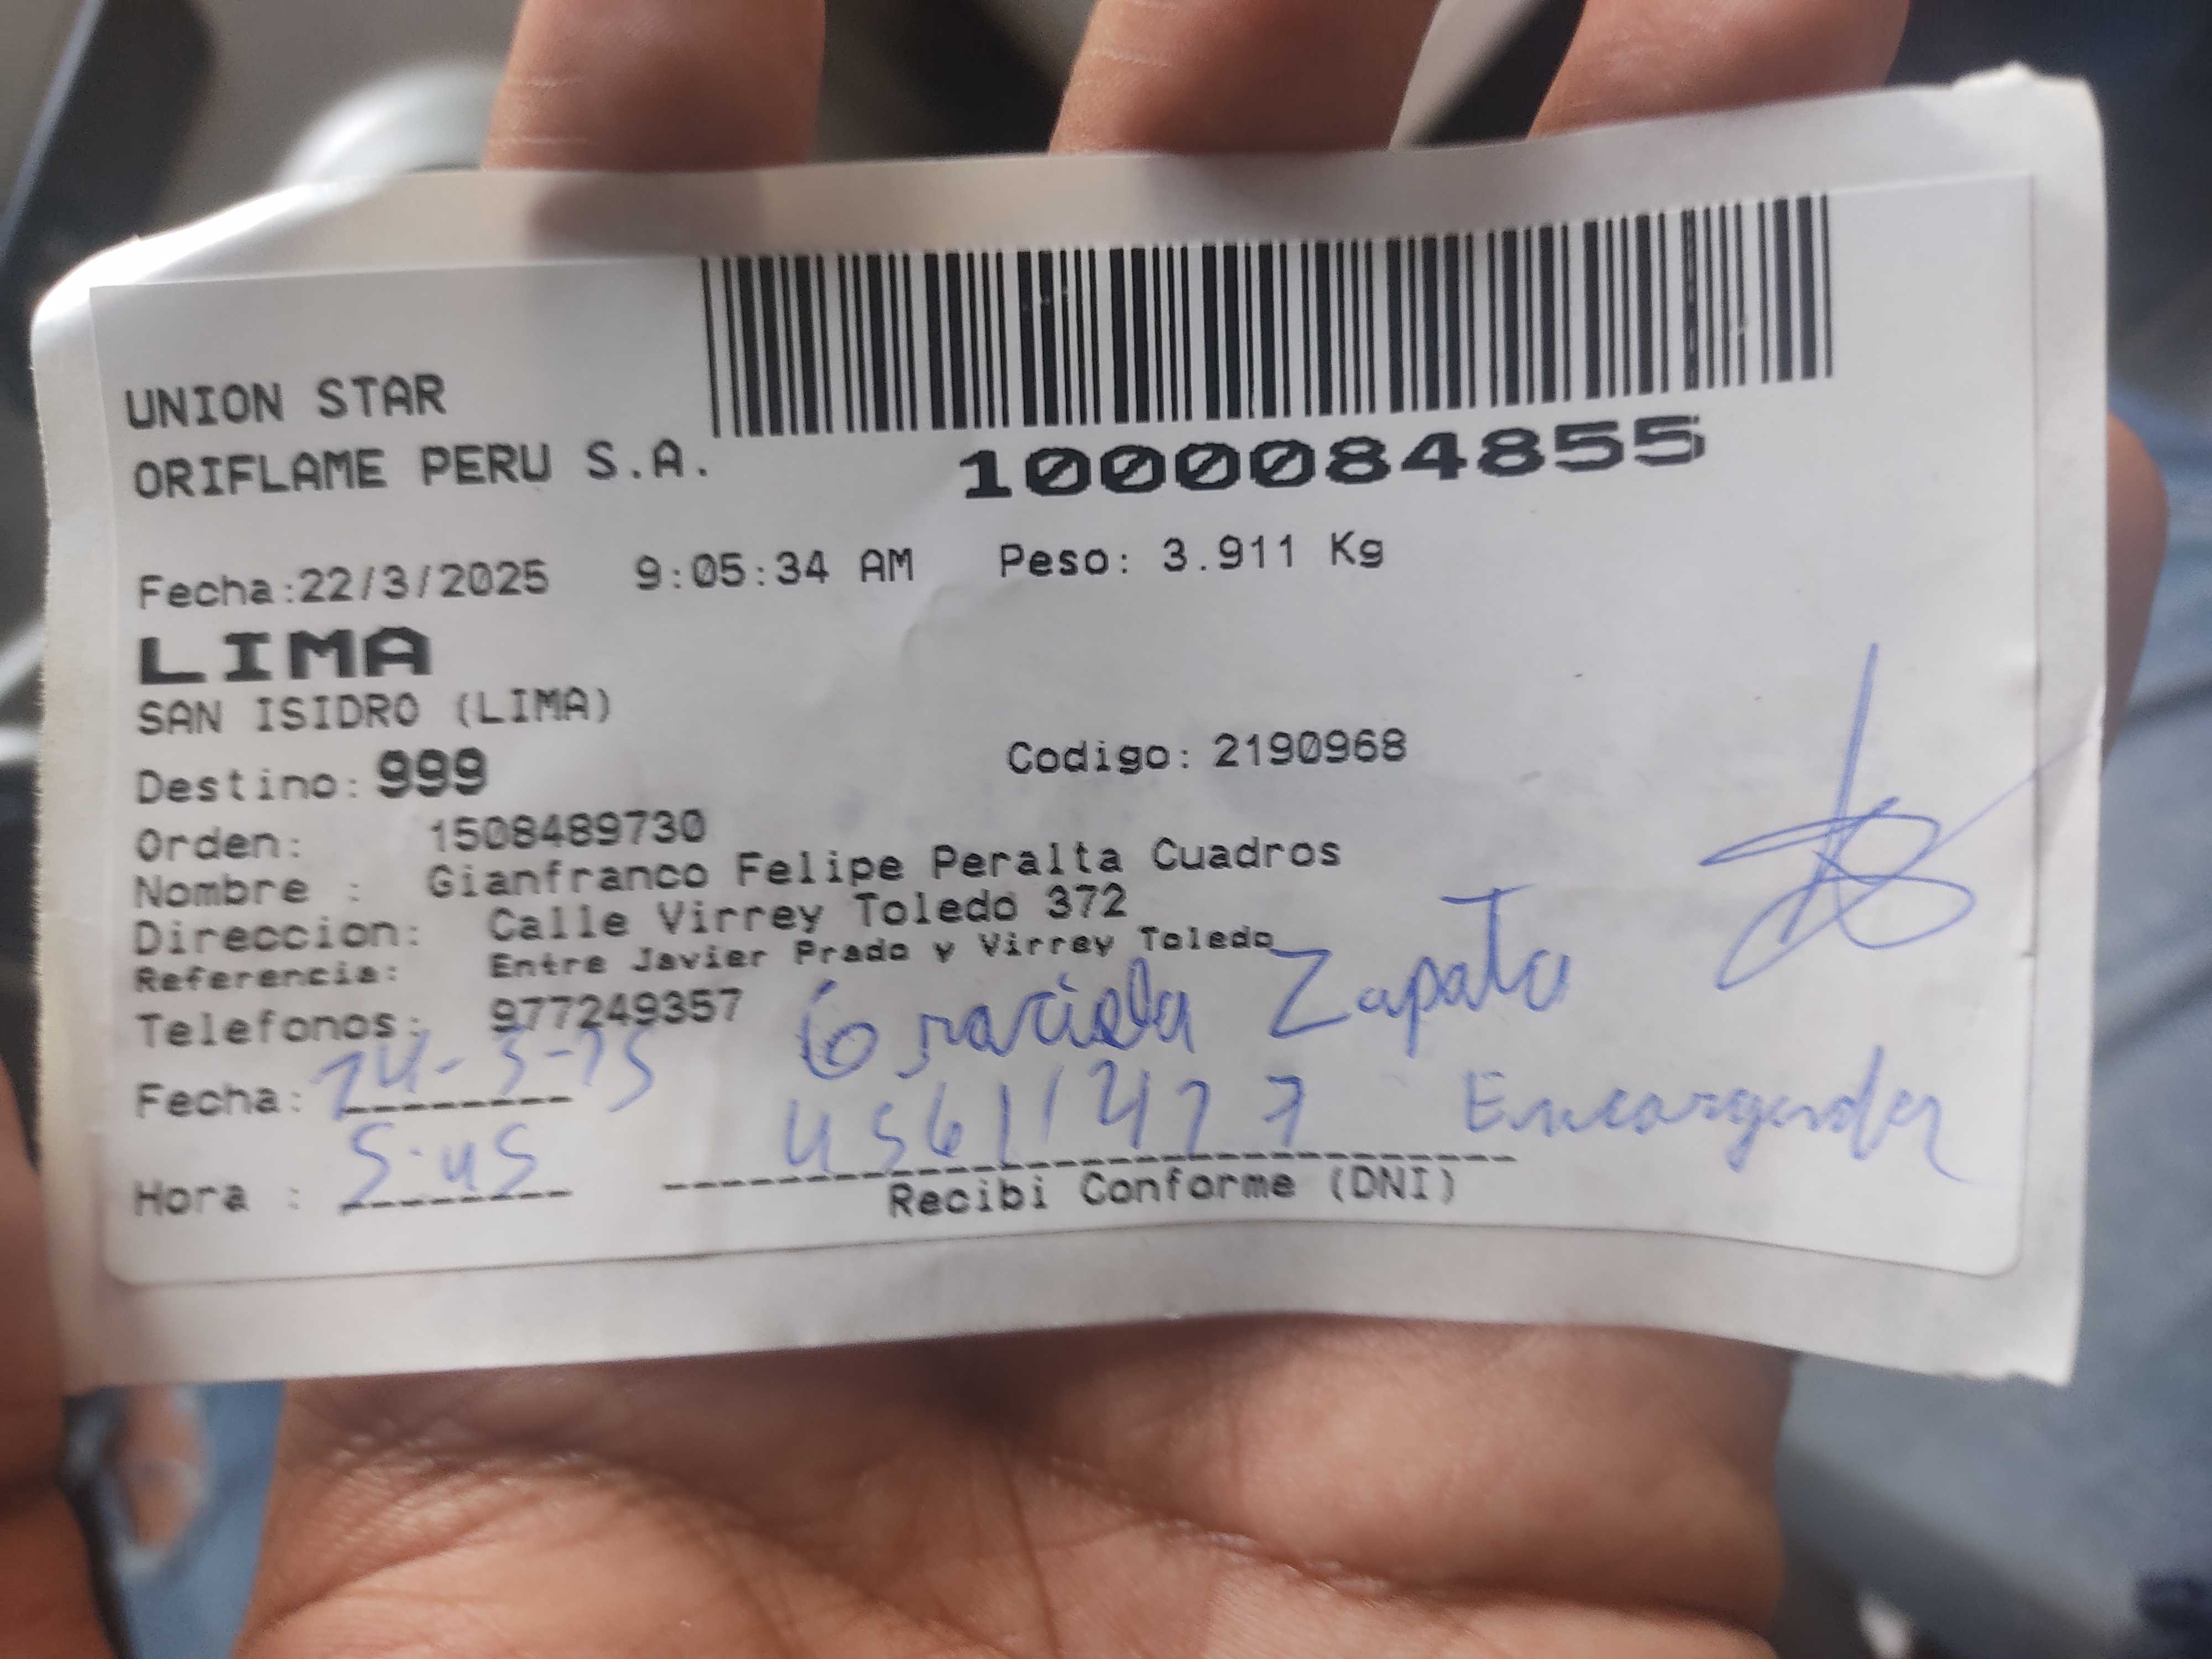 UNION STAR
ORIFLAME PERU S.A.
1000084855
Fecha:22/3/2025 9:05:34 AM Peso: 3.911 Kg
LIMA
SAN ISIDRO (LIMA)
Destino: 999 Codigo: 2190968
Orden: 1508489730
Nombre : Gianfranco Felipe Peralta Cuadros
Direccion: Calle Virrey Toledo 372
Referencia: Entre Javier Prado y Virrey Toledo
Telefonos: 977249357
Graciela Zapata
Fecha: 24-3-25
Encargada
Hora : 5:45
Recibi Conforme (DNI)